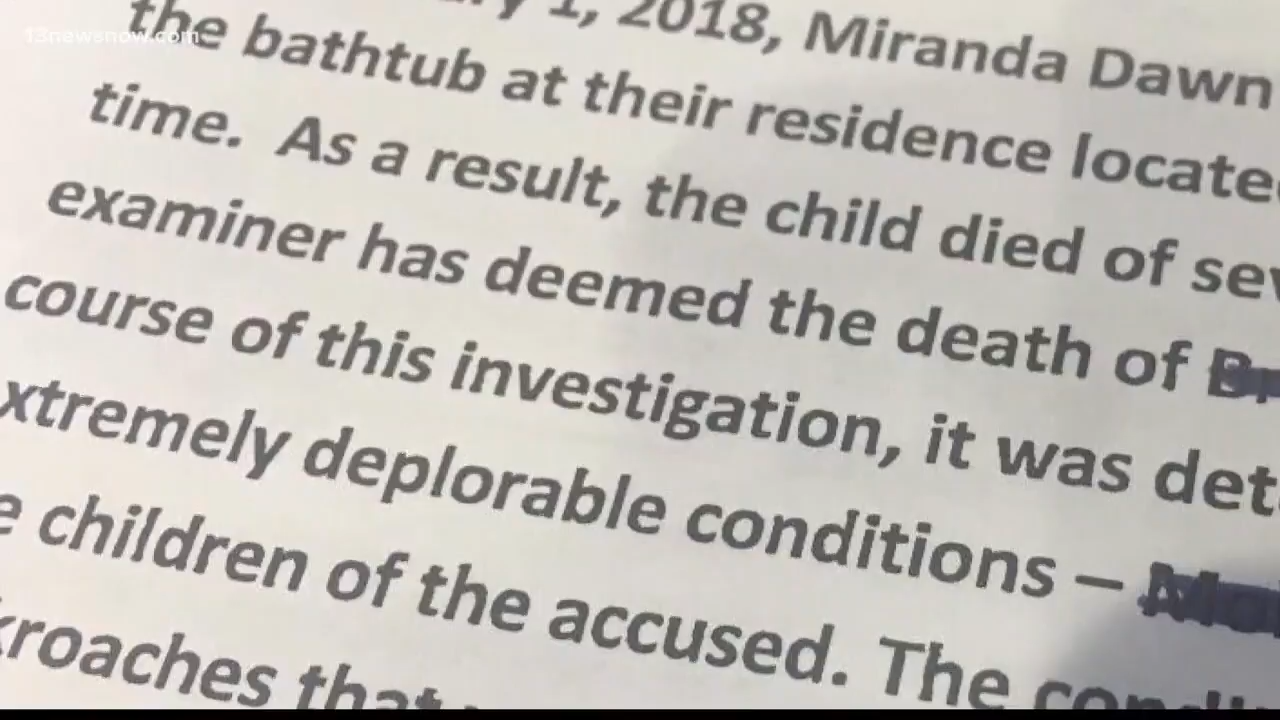 13newsnow.com
1, 2018, Miranda Dawn
the bathtub at their residence locate
time. As a result, the child died of sev
examiner has deemed the death of
course of this investigation, it was det
xtremely deplorable conditions –
e children of the accused. The
kroaches that